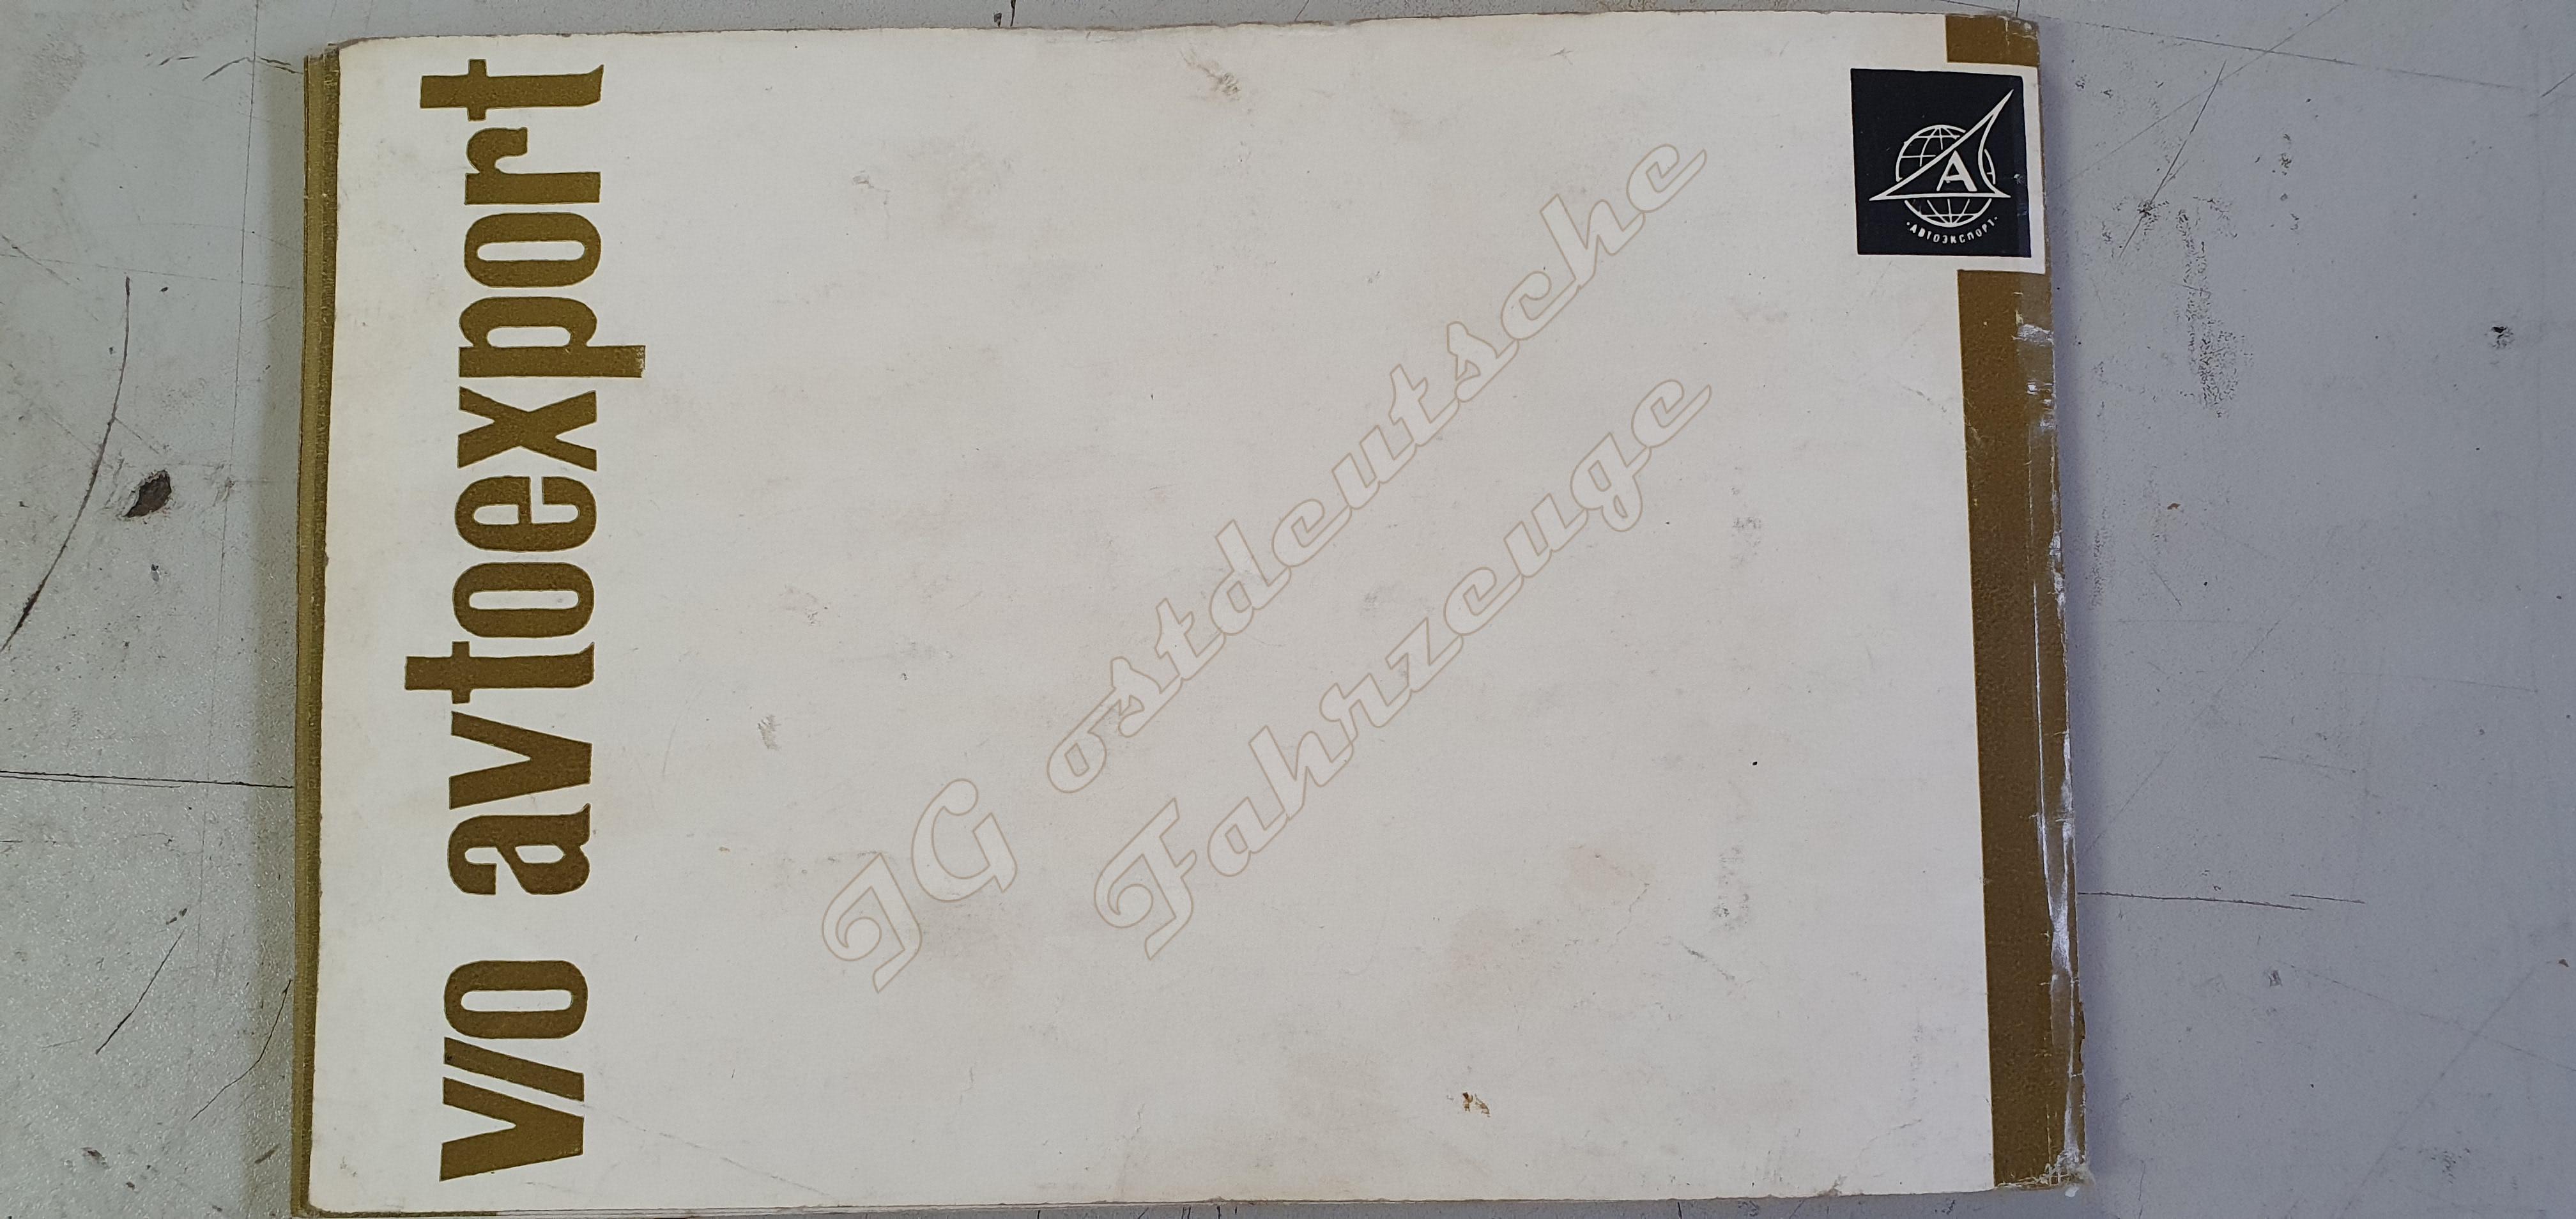 v/o avtoexport
A
·АВТОЭКСПОРТ·
IG ostdeutsche
Fahrzeuge